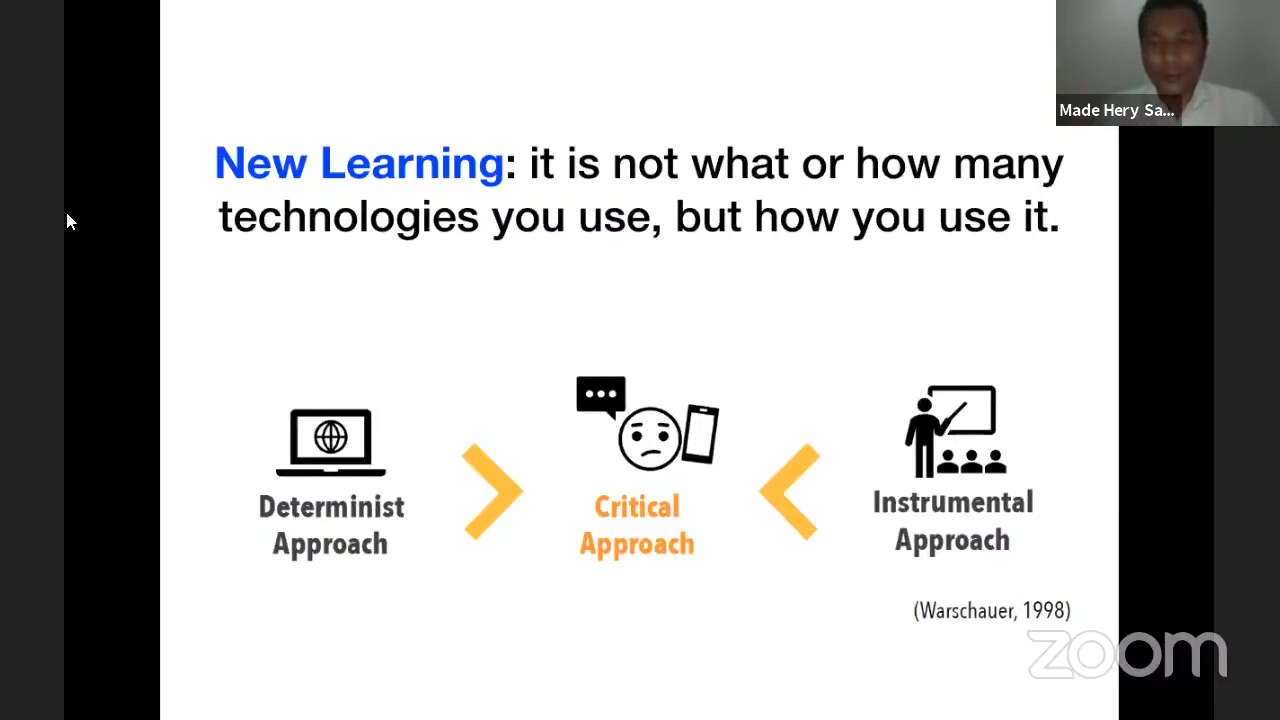 Made Hery Sa...
New Learning: it is not what or how many
technologies you use, but how you use it.
Determinist
Approach
Critical
Approach
Instrumental
Approach
(Warschauer, 1998)
zoom